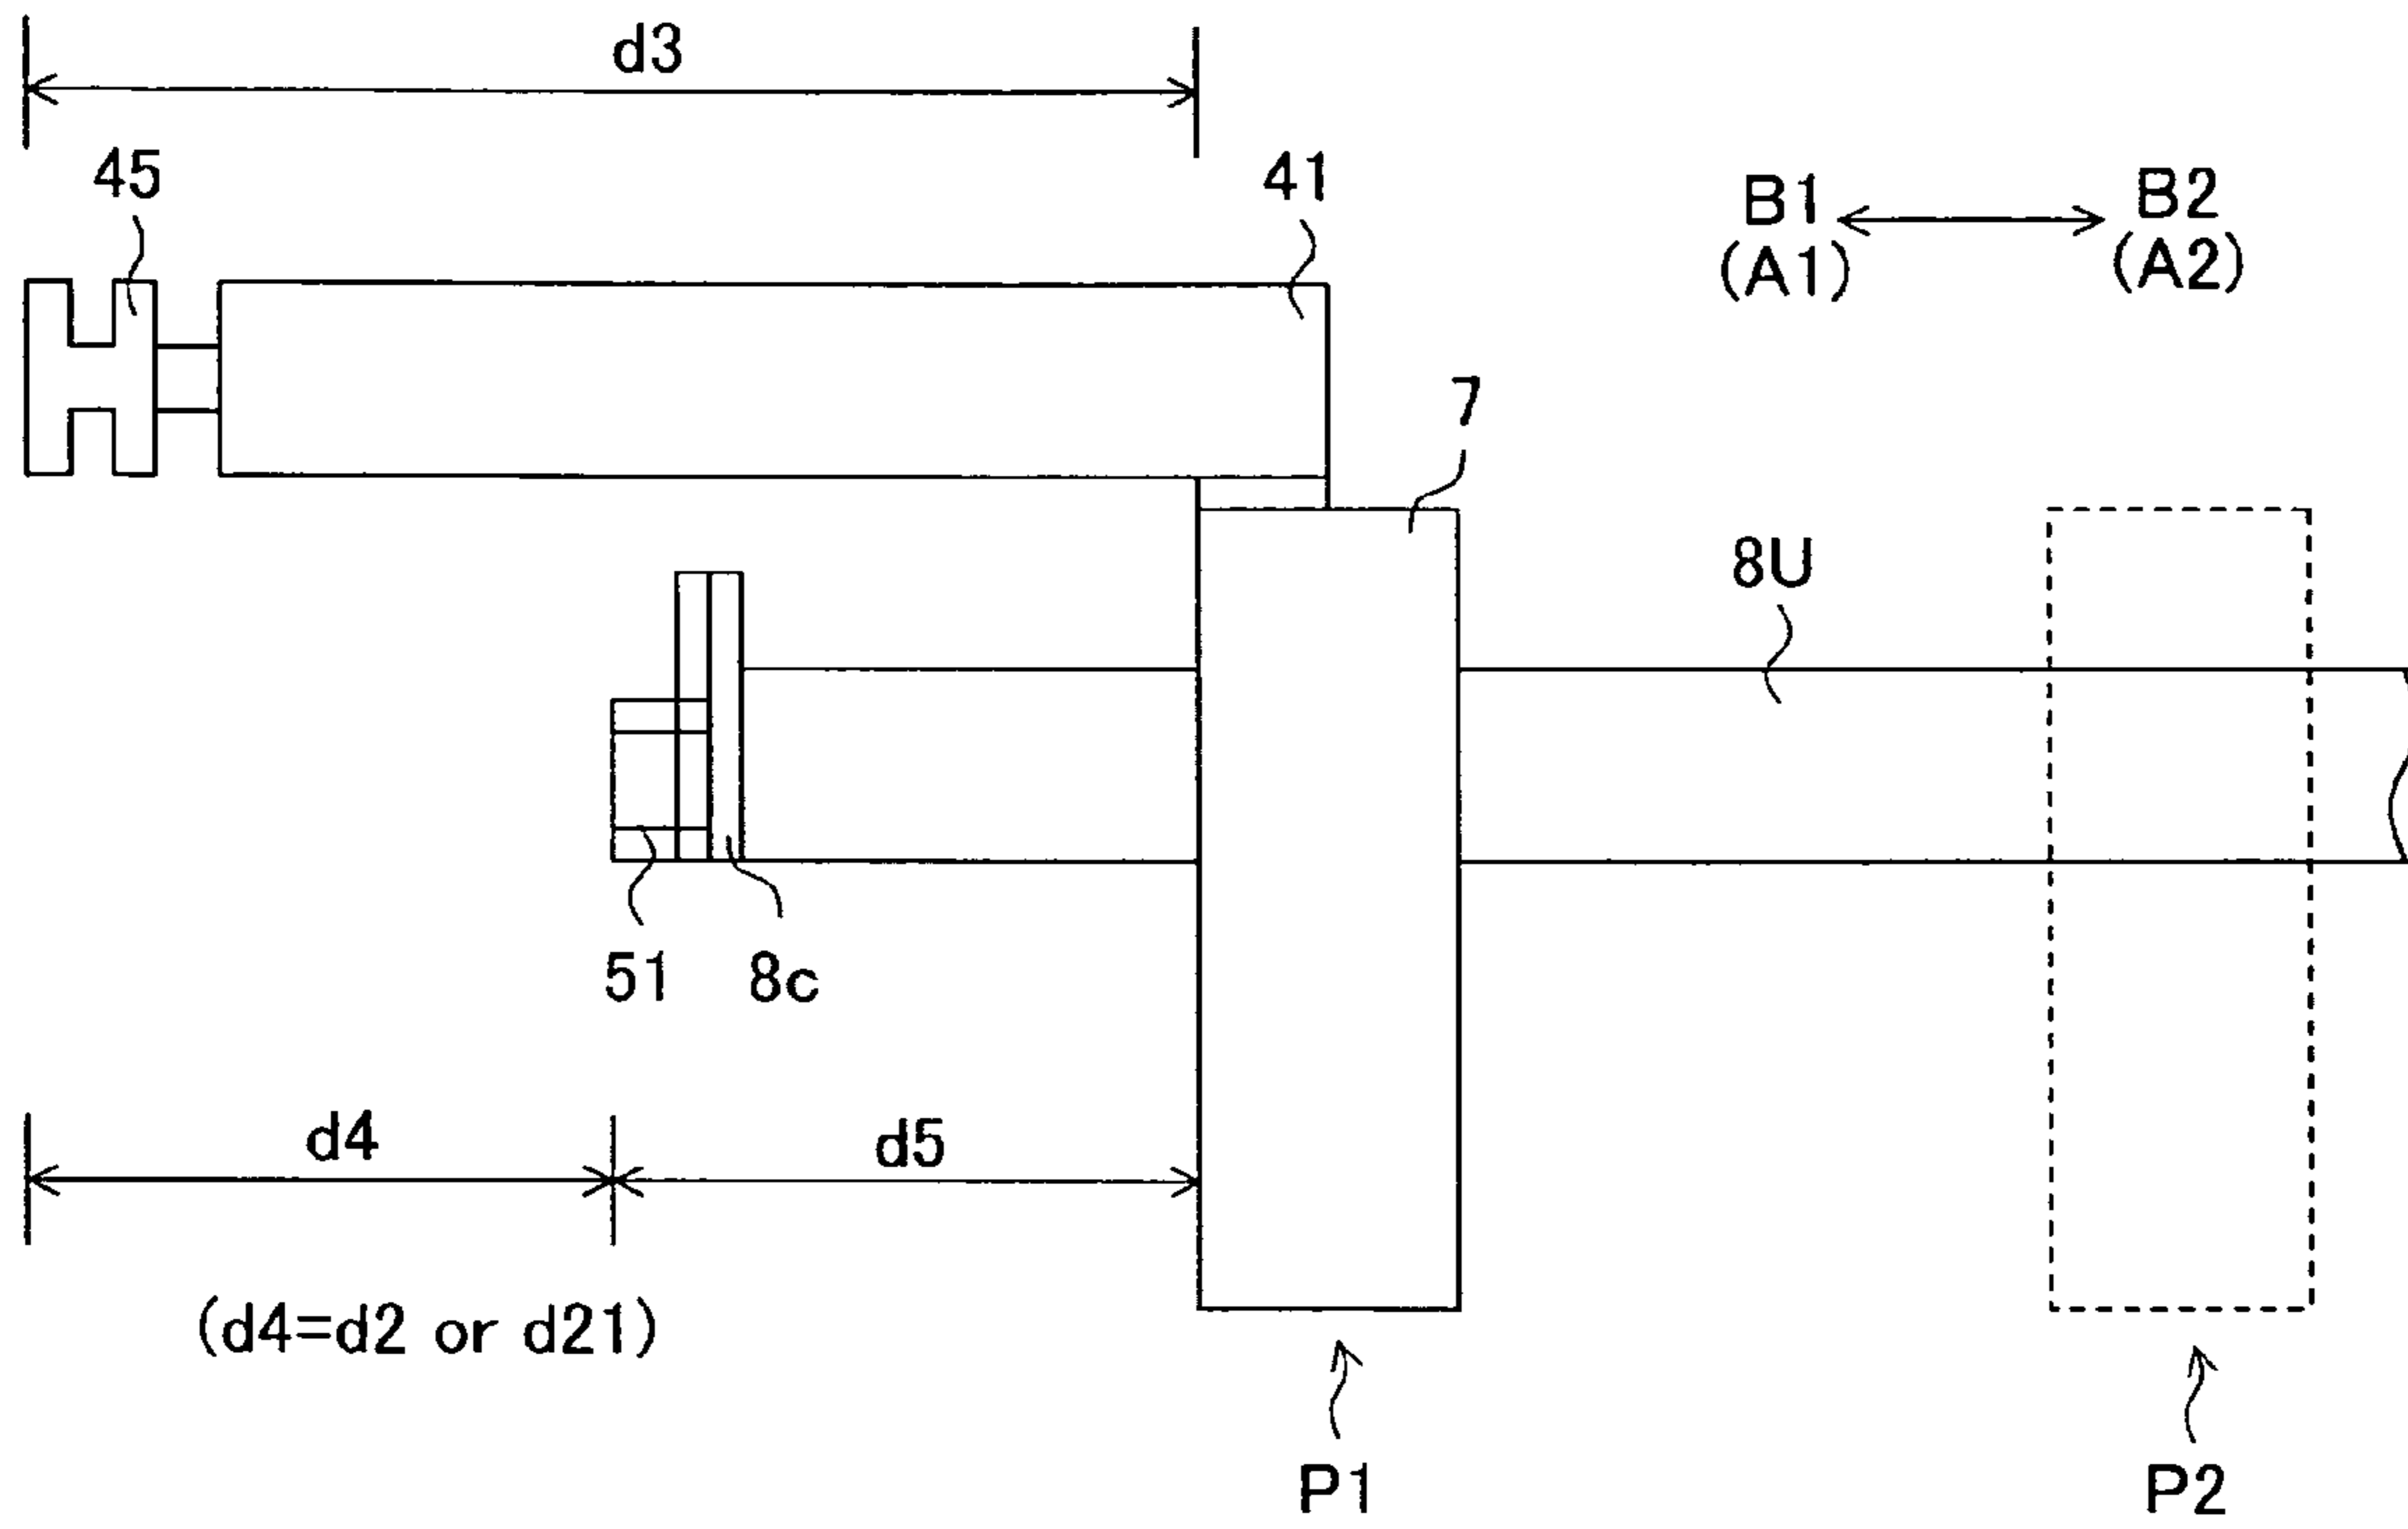 d3
45
41
B1
B2
(A1)
(A2)
7
8U
51
8c
d4
d5
(d4=d2 or d21)
P1
P2